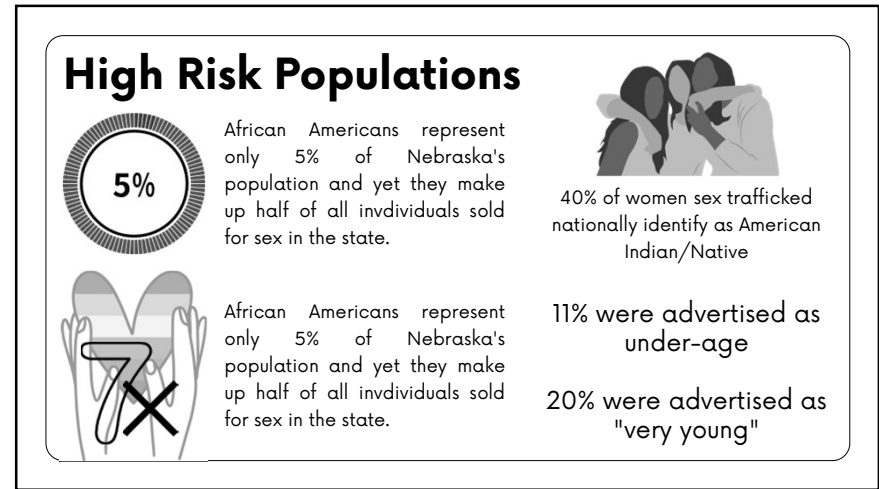 High Risk Populations
5%
African Americans represent
only 5% of Nebraska's
population and yet they make
up half of all invdividuals sold
for sex in the state.
40% of women sex trafficked
nationally identify as American
Indian/Native
7X
African Americans represent
only 5% of Nebraska's
population and yet they make
up half of all invdividuals sold
for sex in the state.
11% were advertised as
under-age
20% were advertised as
"very young"